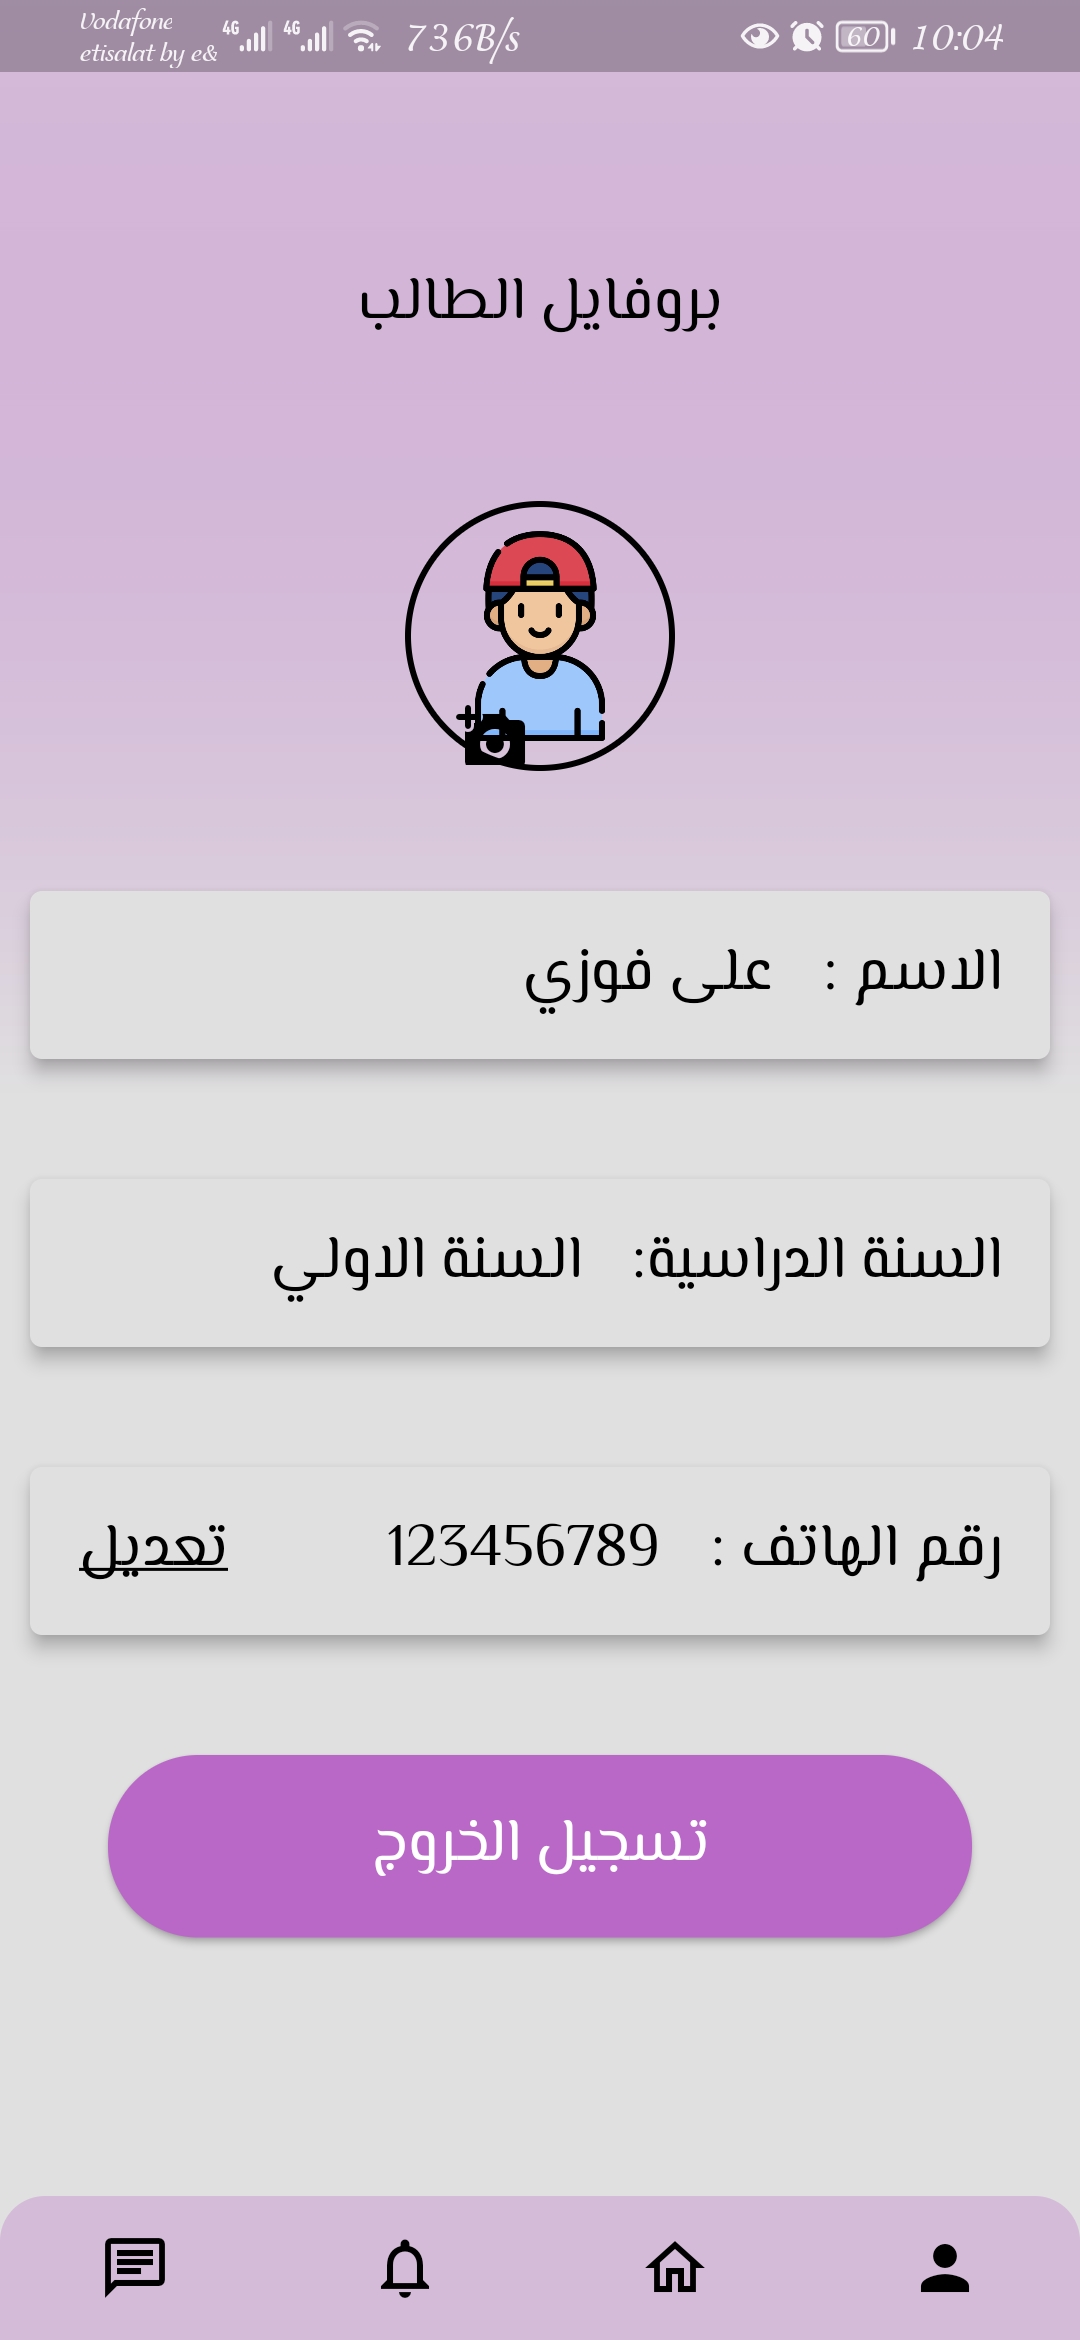 Vodafone
etisalat by e&
4G 4G 736B/s 60 10:04
بروفايل الطالب
الاسم : على فوزي
السنة الدراسية: السنة الاولي
رقم الهاتف : 123456789 تعديل
تسجيل الخروج